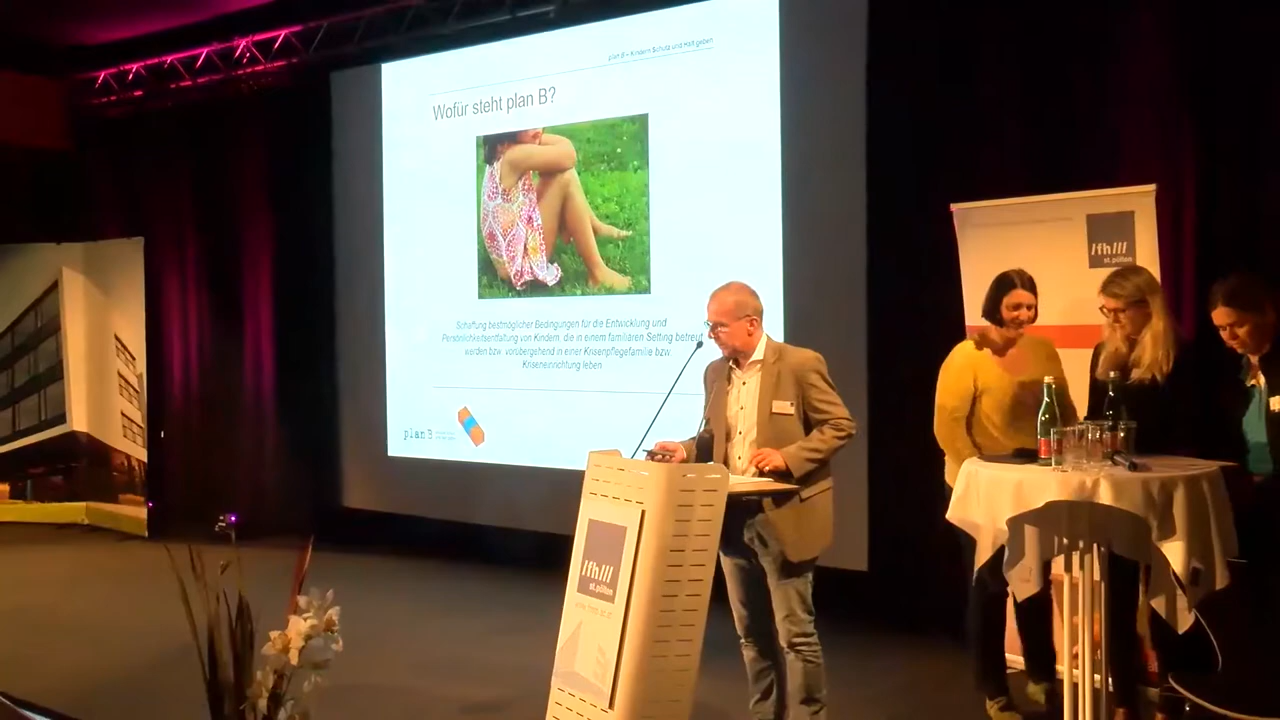 plan B – Kindern Schutz und Halt geben
Wofür steht plan B?
Schaffung bestmöglicher Bedingungen für die Entwicklung und
Persönlichkeitsentfaltung von Kindern, die in einem familiären Setting betreut
werden bzw. vorübergehend in einer Krisenpflegefamilie bzw.
Kriseneinrichtung leben
plan B
/fh///
st.pölten
/fh///
st.pölten